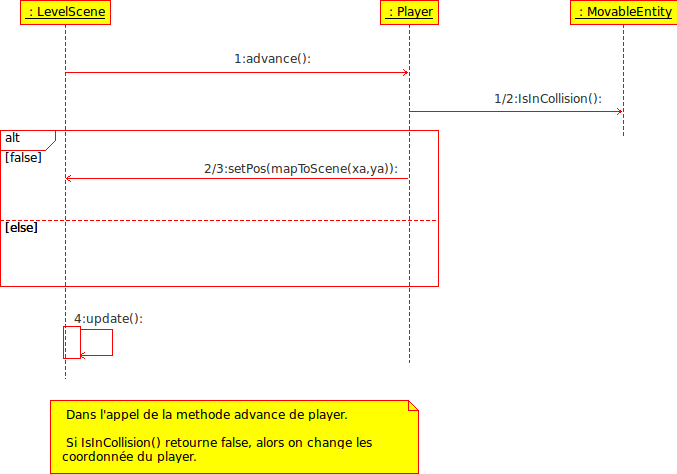 : LevelScene
: Player
: MovableEntity
1:advance():
1/2:IsInCollision():
alt
[false]
2/3:setPos(mapToScene(xa,ya)):
[else]
4:update():
Dans l'appel de la methode advance de player.
Si IsInCollision() retourne false, alors on change les
coordonnée du player.